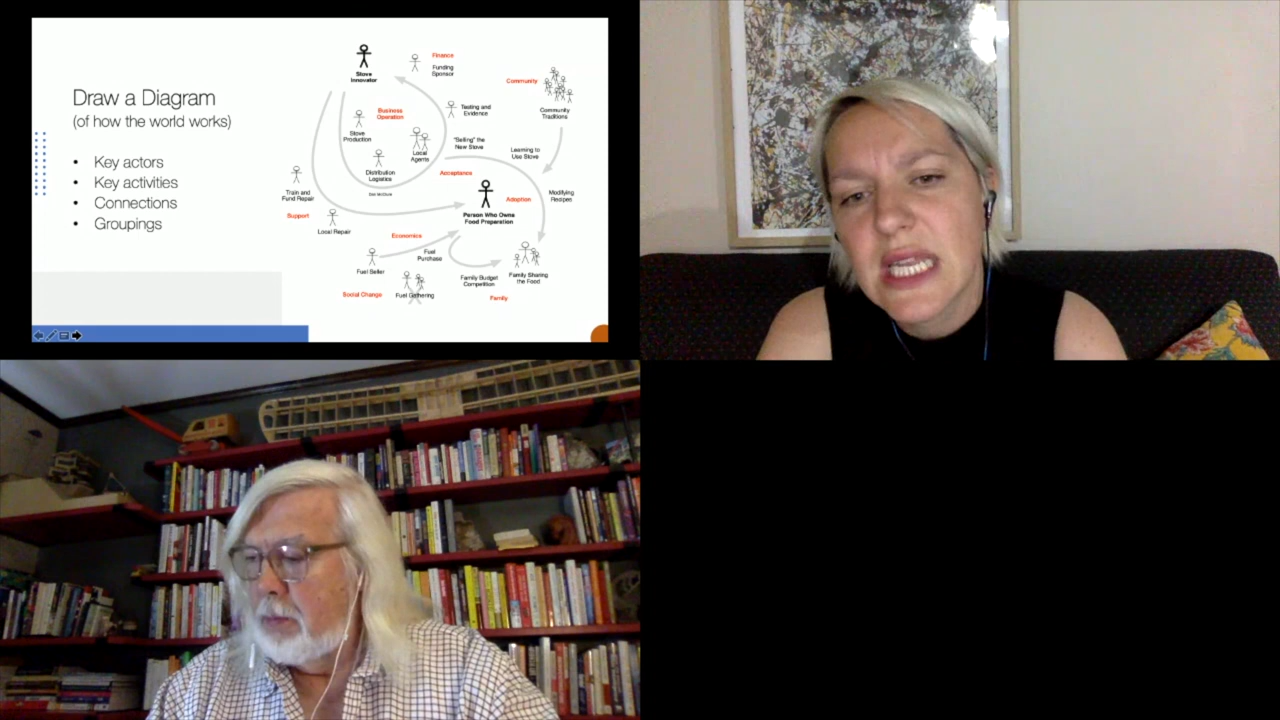 Draw a Diagram
(of how the world works)
• Key actors
• Key activities
• Connections
• Groupings
Stove
Innovator
Finance
Funding
Sponsor
Community
Community
Traditions
Business
Operation
Testing and
Evidence
Stove
Production
Local
Agents
"Selling" the
New Stove
Learning to
Use Stove
Distribution
Logistics
Acceptance
Train and
Fund Repair
Support
Local Repair
Person Who Owns
Food Preparation
Adoption
Modifying
Recipes
Economics
Fuel Seller
Fuel
Purchase
Family Budget
Competition
Family Sharing
the Food
Social Change
Fuel Gathering
Family